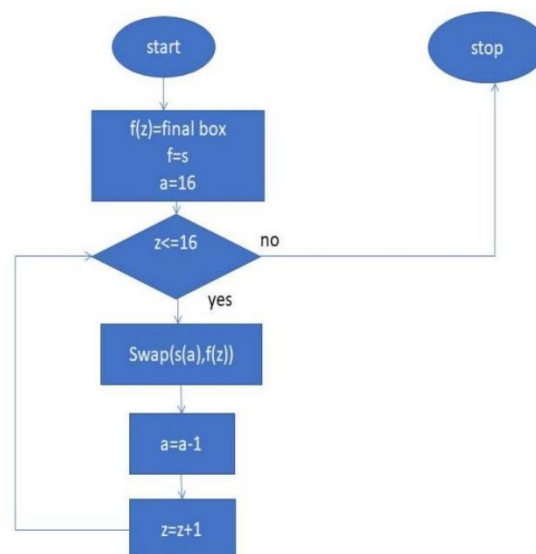 start
stop
f(z)=final box
f=s
a=16
z<=16
no
yes
Swap(s(a),f(z))
a=a-1
z=z+1